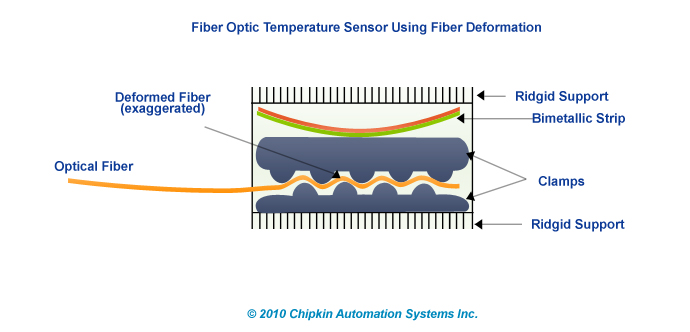 Fiber Optic Temperature Sensor Using Fiber Deformation
Deformed Fiber
(exaggerated)
Ridgid Support
Bimetallic Strip
Optical Fiber
Clamps
Ridgid Support
© 2010 Chipkin Automation Systems Inc.